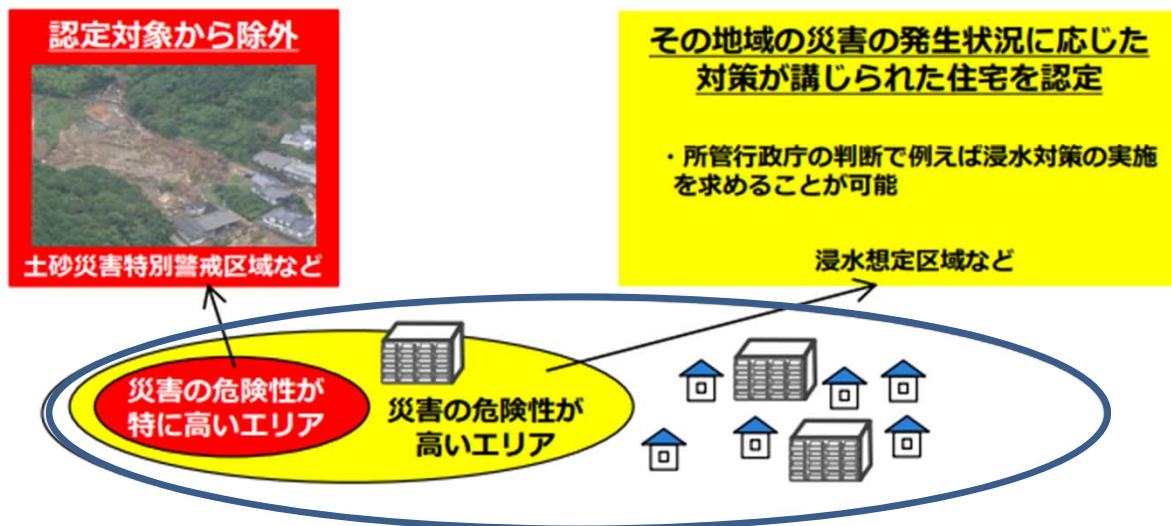 認定対象から除外
土砂災害特別警戒区域など
その地域の災害の発生状況に応じた
対策が講じられた住宅を認定
・所管行政庁の判断で例えば浸水対策の実施
を求めることが可能
浸水想定区域など
災害の危険性が
特に高いエリア
災害の危険性が
高いエリア